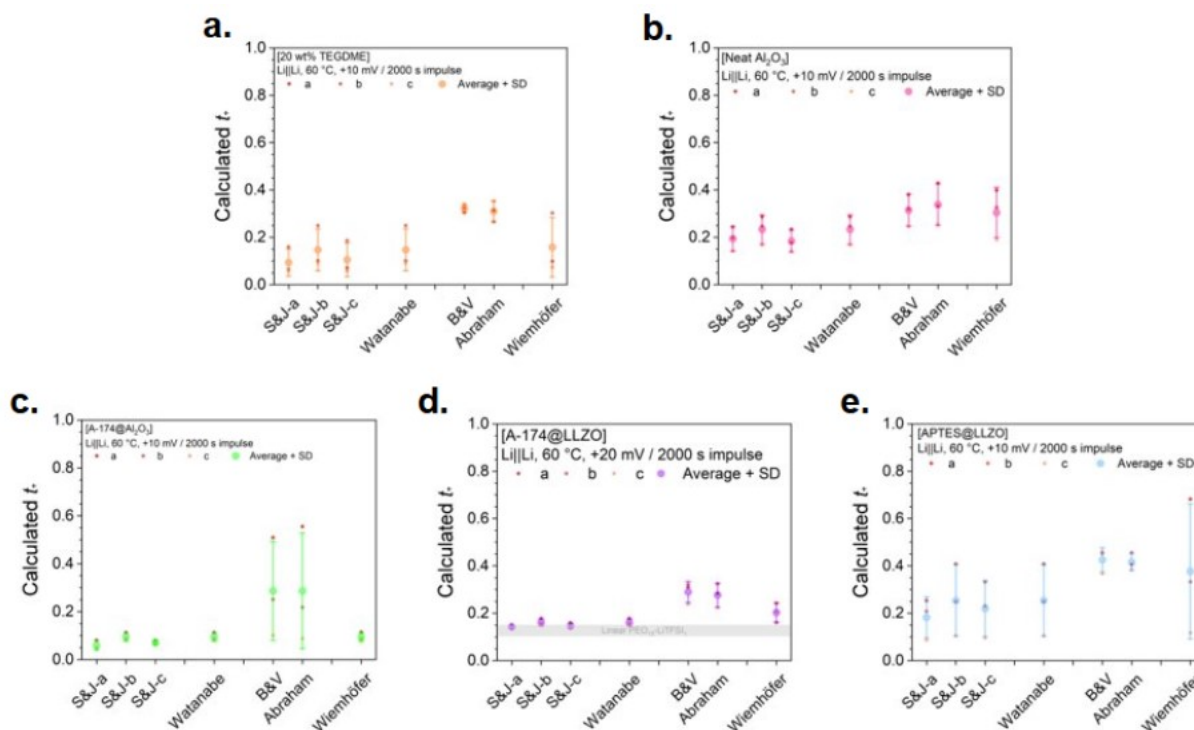 a.
[20 wt% TEGDME]
Li||Li, 60 °C, +10 mV / 2000 s impulse
a b c Average + SD
Calculated t₊
1.0
0.8
0.6
0.4
0.2
0.0
S&J-a
S&J-b
S&J-c
Watanabe
B&V
Abraham
Wiemhöfer
b.
[Neat Al₂O₃]
Li||Li, 60 °C, +10 mV / 2000 s impulse
a b c Average + SD
Calculated t₊
1.0
0.8
0.6
0.4
0.2
0.0
S&J-a
S&J-b
S&J-c
Watanabe
B&V
Abraham
Wiemhöfer
c.
[A-174@Al₂O₃]
Li||Li, 60 °C, +10 mV / 2000 s impulse
a b c Average + SD
Calculated t₊
1.0
0.8
0.6
0.4
0.2
0.0
S&J-a
S&J-b
S&J-c
Watanabe
B&V
Abraham
Wiemhöfer
d.
[A-174@LLZO]
Li||Li, 60 °C, +20 mV / 2000 s impulse
a b c Average + SD
Calculated t₊
1.0
0.8
0.6
0.4
0.2
0.0
Linear
S&J-a
S&J-b
S&J-c
Watanabe
B&V
Abraham
Wiemhöfer
e.
[APTES@LLZO]
Li||Li, 60 °C, +10 mV / 2000 s impulse
a b c Average + SD
Calculated t₊
1.0
0.8
0.6
0.4
0.2
0.0
S&J-a
S&J-b
S&J-c
Watanabe
B&V
Abraham
Wiemhöfer